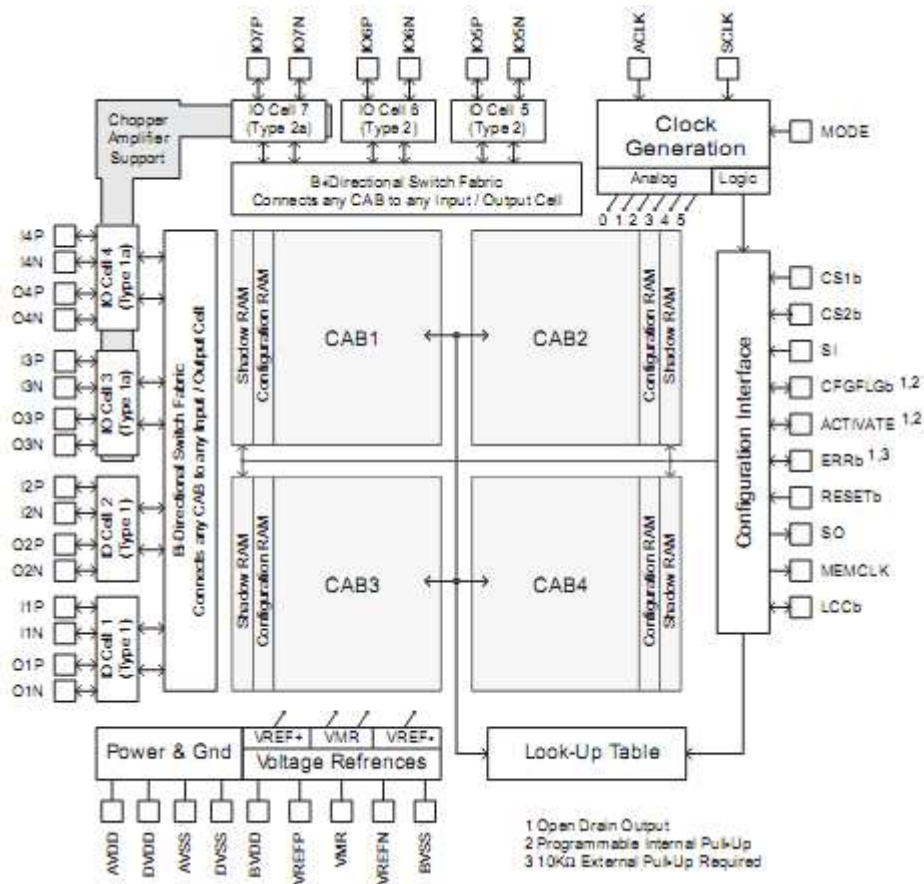 IO7P
IO7N
IO6P
IO6N
IO5P
IO5N
ACLK
SCLK
Chopper
Amplifier
Support
IO Cell 7
(Type 2a)
IO Cell 6
(Type 2)
IO Cell 5
(Type 2)
Clock
Generation
MODE
Analog
Logic
0 1 2 3 4 5
Bi-Directional Switch Fabric
Connects any CAB to any Input / Output Cell
I4P
I4N
O4P
O4N
IO Cell 4
(Type 1a)
I3P
I3N
O3P
O3N
IO Cell 3
(Type 1a)
I2P
I2N
O2P
O2N
IO Cell 2
(Type 1)
I1P
I1N
O1P
O1N
IO Cell 1
(Type 1)
Bi-Directional Switch Fabric
Connects any CAB to any Input / Output Cell
Shadow RAM
Configuration RAM
CAB1
CAB2
Configuration RAM
Shadow RAM
Shadow RAM
Configuration RAM
CAB3
CAB4
Configuration RAM
Shadow RAM
Configuration Interface
CS1b
CS2b
SI
CFGFLGb 1,2
ACTIVATE 1,2
ERRb 1,3
RESETb
SO
MEMCLK
LCCb
Power & Gnd
VREF+
VMR
VREF-
Voltage Refrences
Look-Up Table
AVDD
DVDD
AVSS
DVSS
BVDD
VREFP
VMR
VREFN
BVSS
1 Open Drain Output
2 Programmable Internal Pull-Up
3 10KΩ External Pull-Up Required